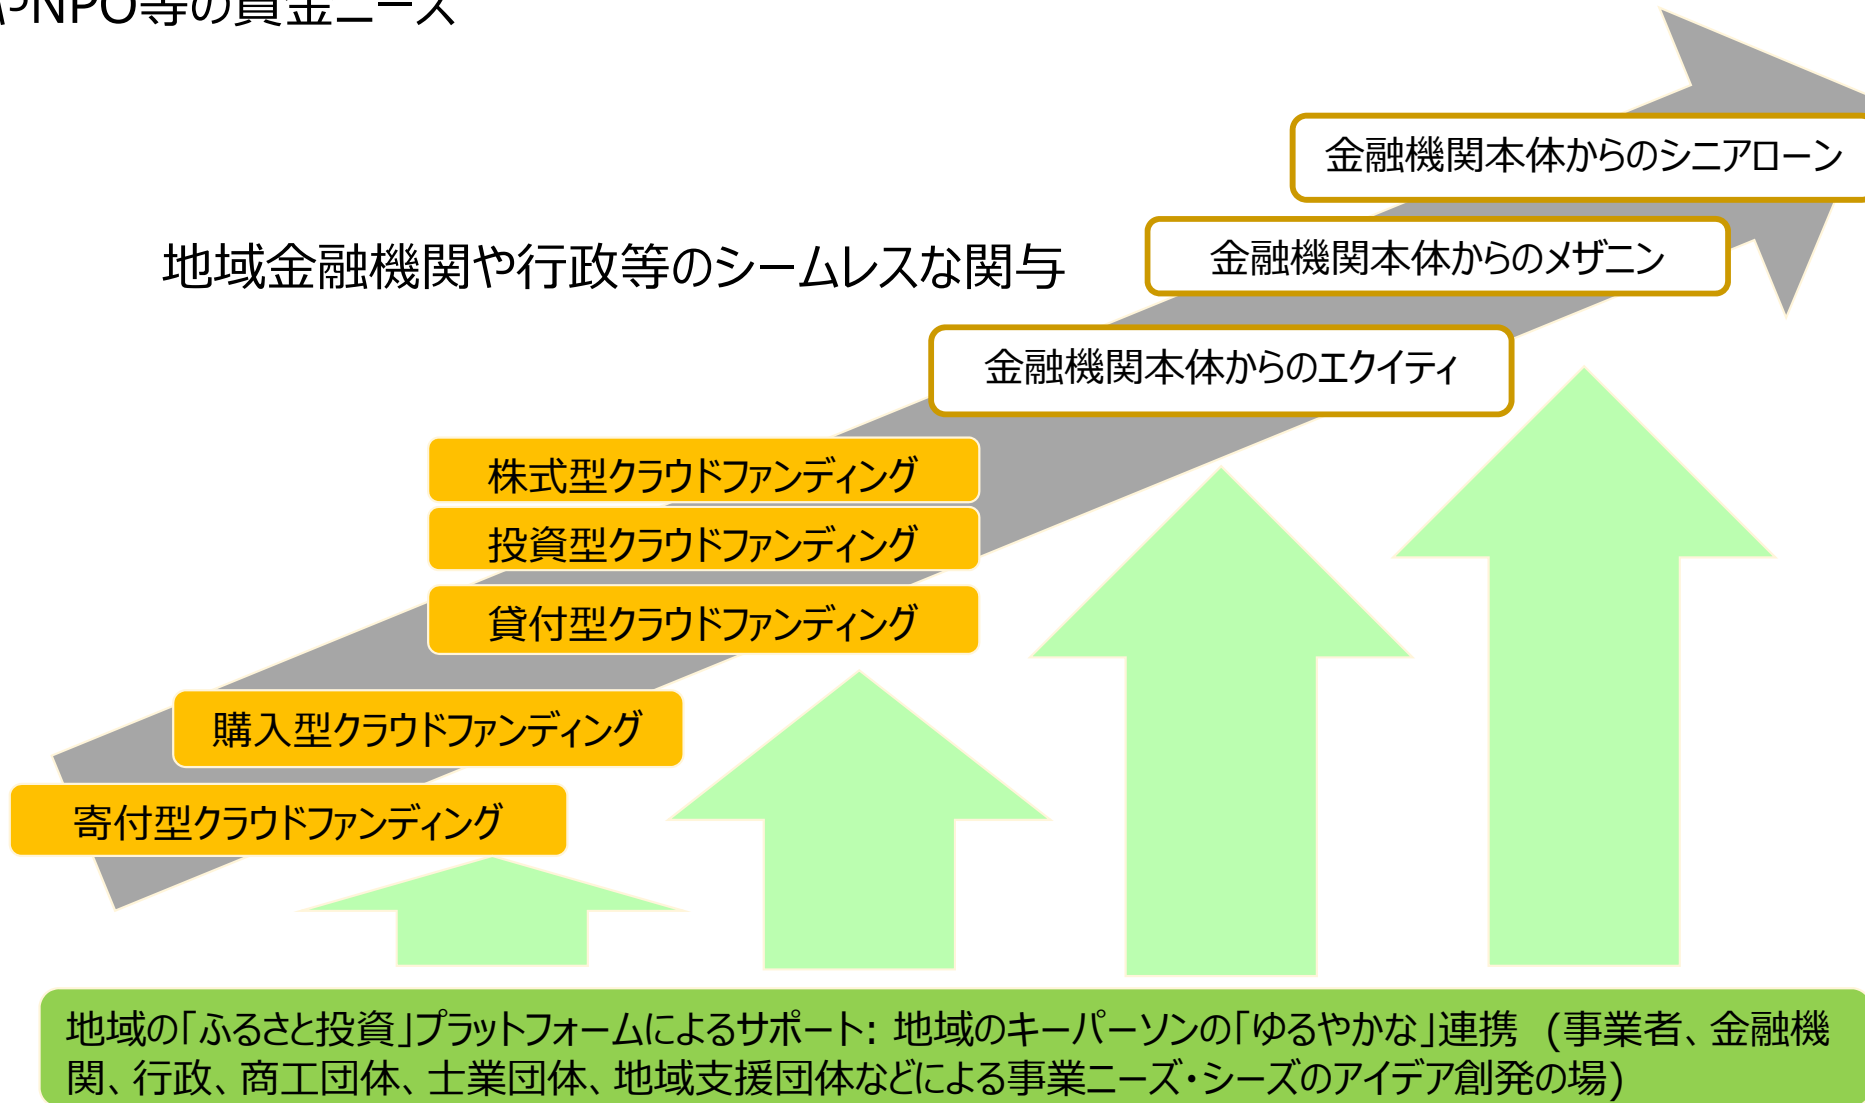 NPO等の資金ニーズ
金融機関本体からのシニアローン
地域金融機関や行政等のシームレスな関与
金融機関本体からのメザニン
金融機関本体からのエクイティ
株式型クラウドファンディング
投資型クラウドファンディング
貸付型クラウドファンディング
購入型クラウドファンディング
寄付型クラウドファンディング
地域の「ふるさと投資」プラットフォームによるサポート: 地域のキーパーソンの「ゆるやかな」連携 (事業者、金融機
関、行政、商工団体、士業団体、地域支援団体などによる事業ニーズ・シーズのアイデア創発の場)